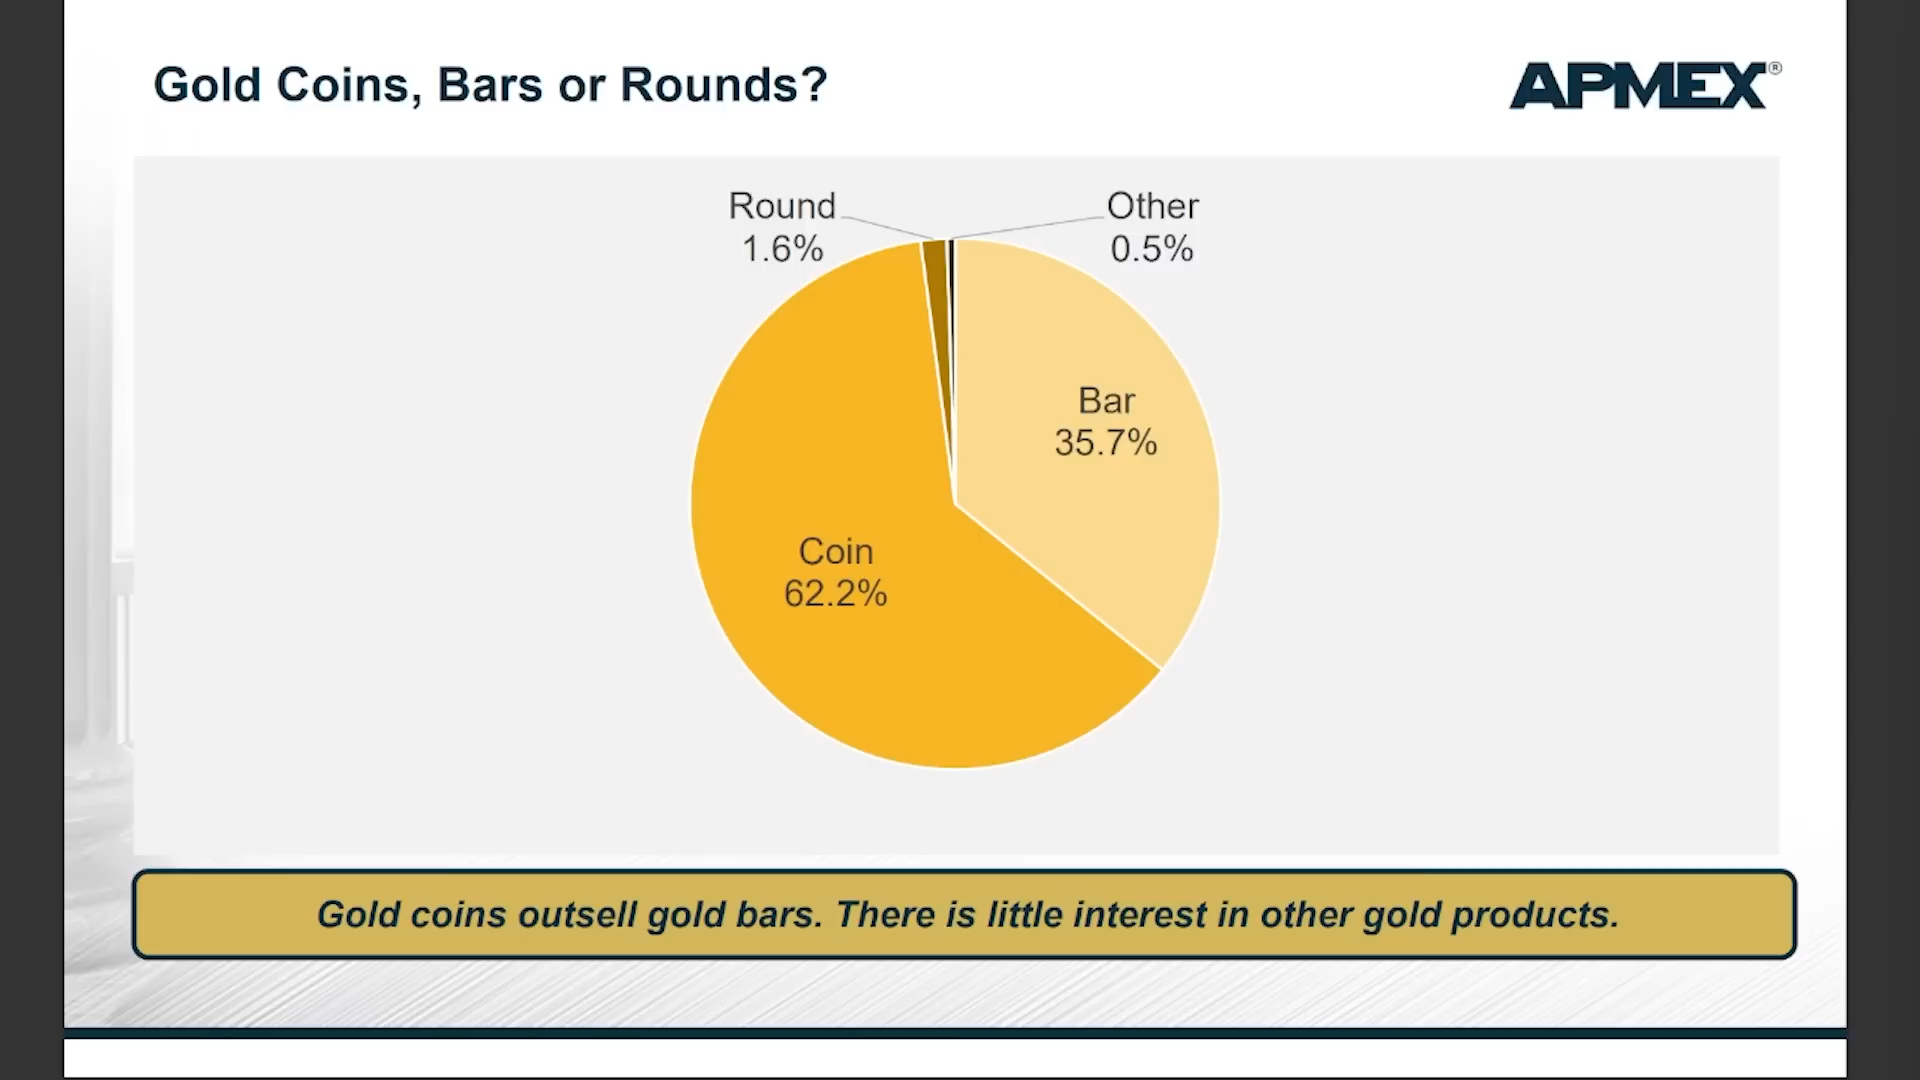 Gold Coins, Bars or Rounds?
APMEX®
Round
1.6%
Other
0.5%
Bar
35.7%
Coin
62.2%
Gold coins outsell gold bars. There is little interest in other gold products.